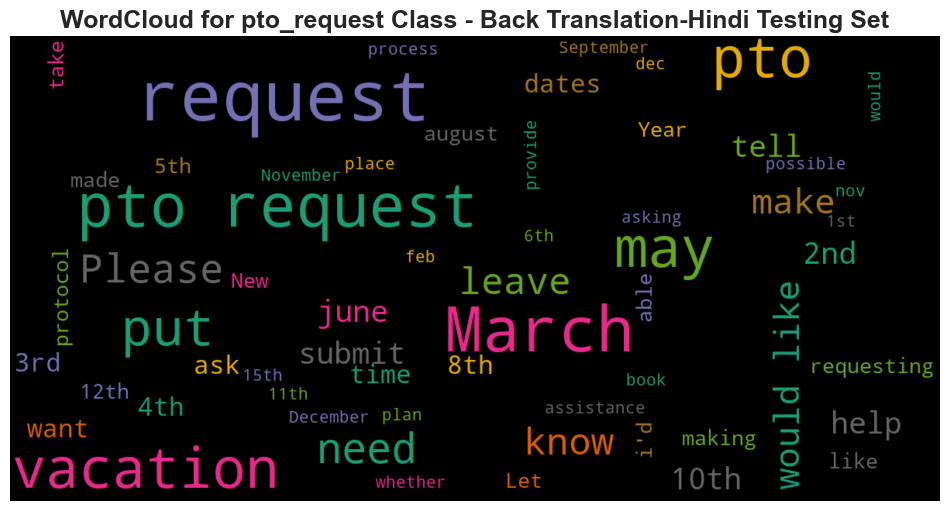 WordCloud for pto_request Class - Back Translation-Hindi Testing Set
take
process
September
dec
pto
request
dates
would
august
provide
Year
tell
5th
place
possible
made
November
nov
pto request
make
asking
1st
6th
may
2nd
protocol
Please
New
feb
leave
able
june
March
would like
put
submit
3rd
ask
15th
time
8th
requesting
12th
11th
book
4th
December
plan
assistance
want
need
know
i'd
making
help
vacation
whether
Let
10th
like